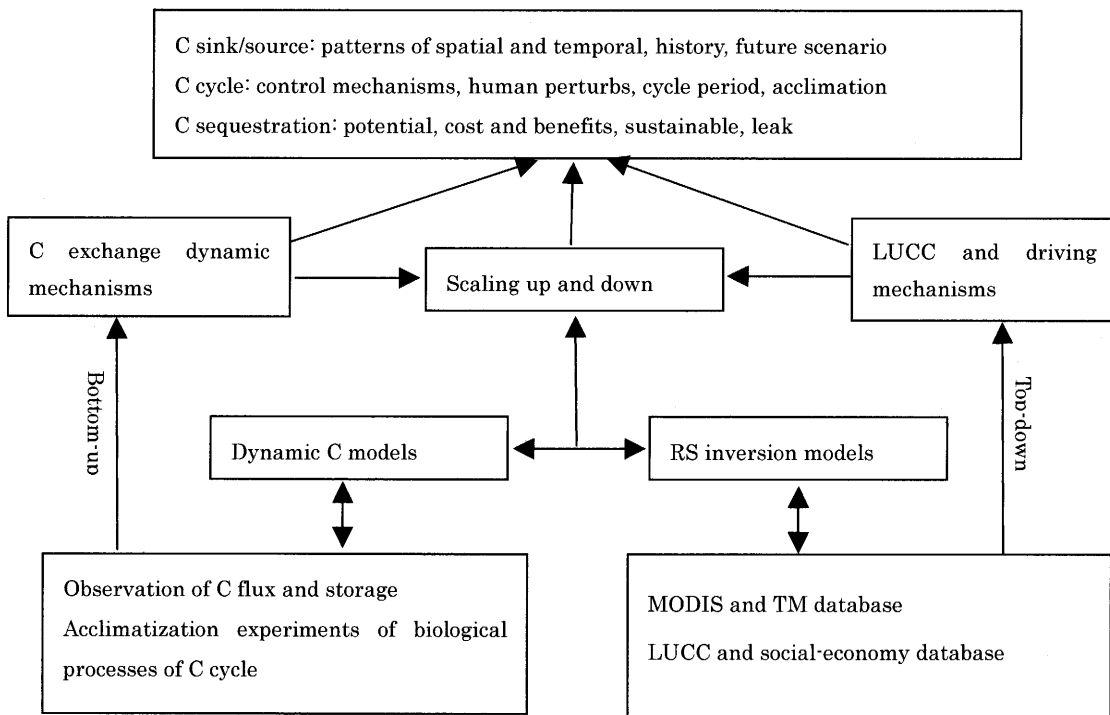 C sink/source: patterns of spatial and temporal, history, future scenario
C cycle: control mechanisms, human perturbs, cycle period, acclimation
C sequestration: potential, cost and benefits, sustainable, leak
C exchange dynamic
mechanisms
Scaling up and down
LUCC and driving
mechanisms
Bottom-up
Top-down
Dynamic C models
RS inversion models
Observation of C flux and storage
Acclimatization experiments of biological
processes of C cycle
MODIS and TM database
LUCC and social-economy database